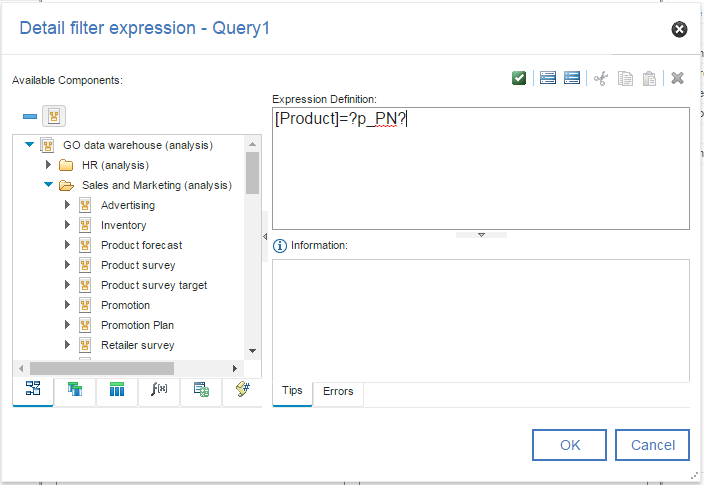 Detail filter expression - Query1
Available Components:
Expression Definition:
[Product]=?p_PN?
GO data warehouse (analysis)
HR (analysis)
Sales and Marketing (analysis)
Advertising
Inventory
Product forecast
Product survey
Product survey target
Promotion
Promotion Plan
Retailer survey
Information:
Tips
Errors
OK
Cancel